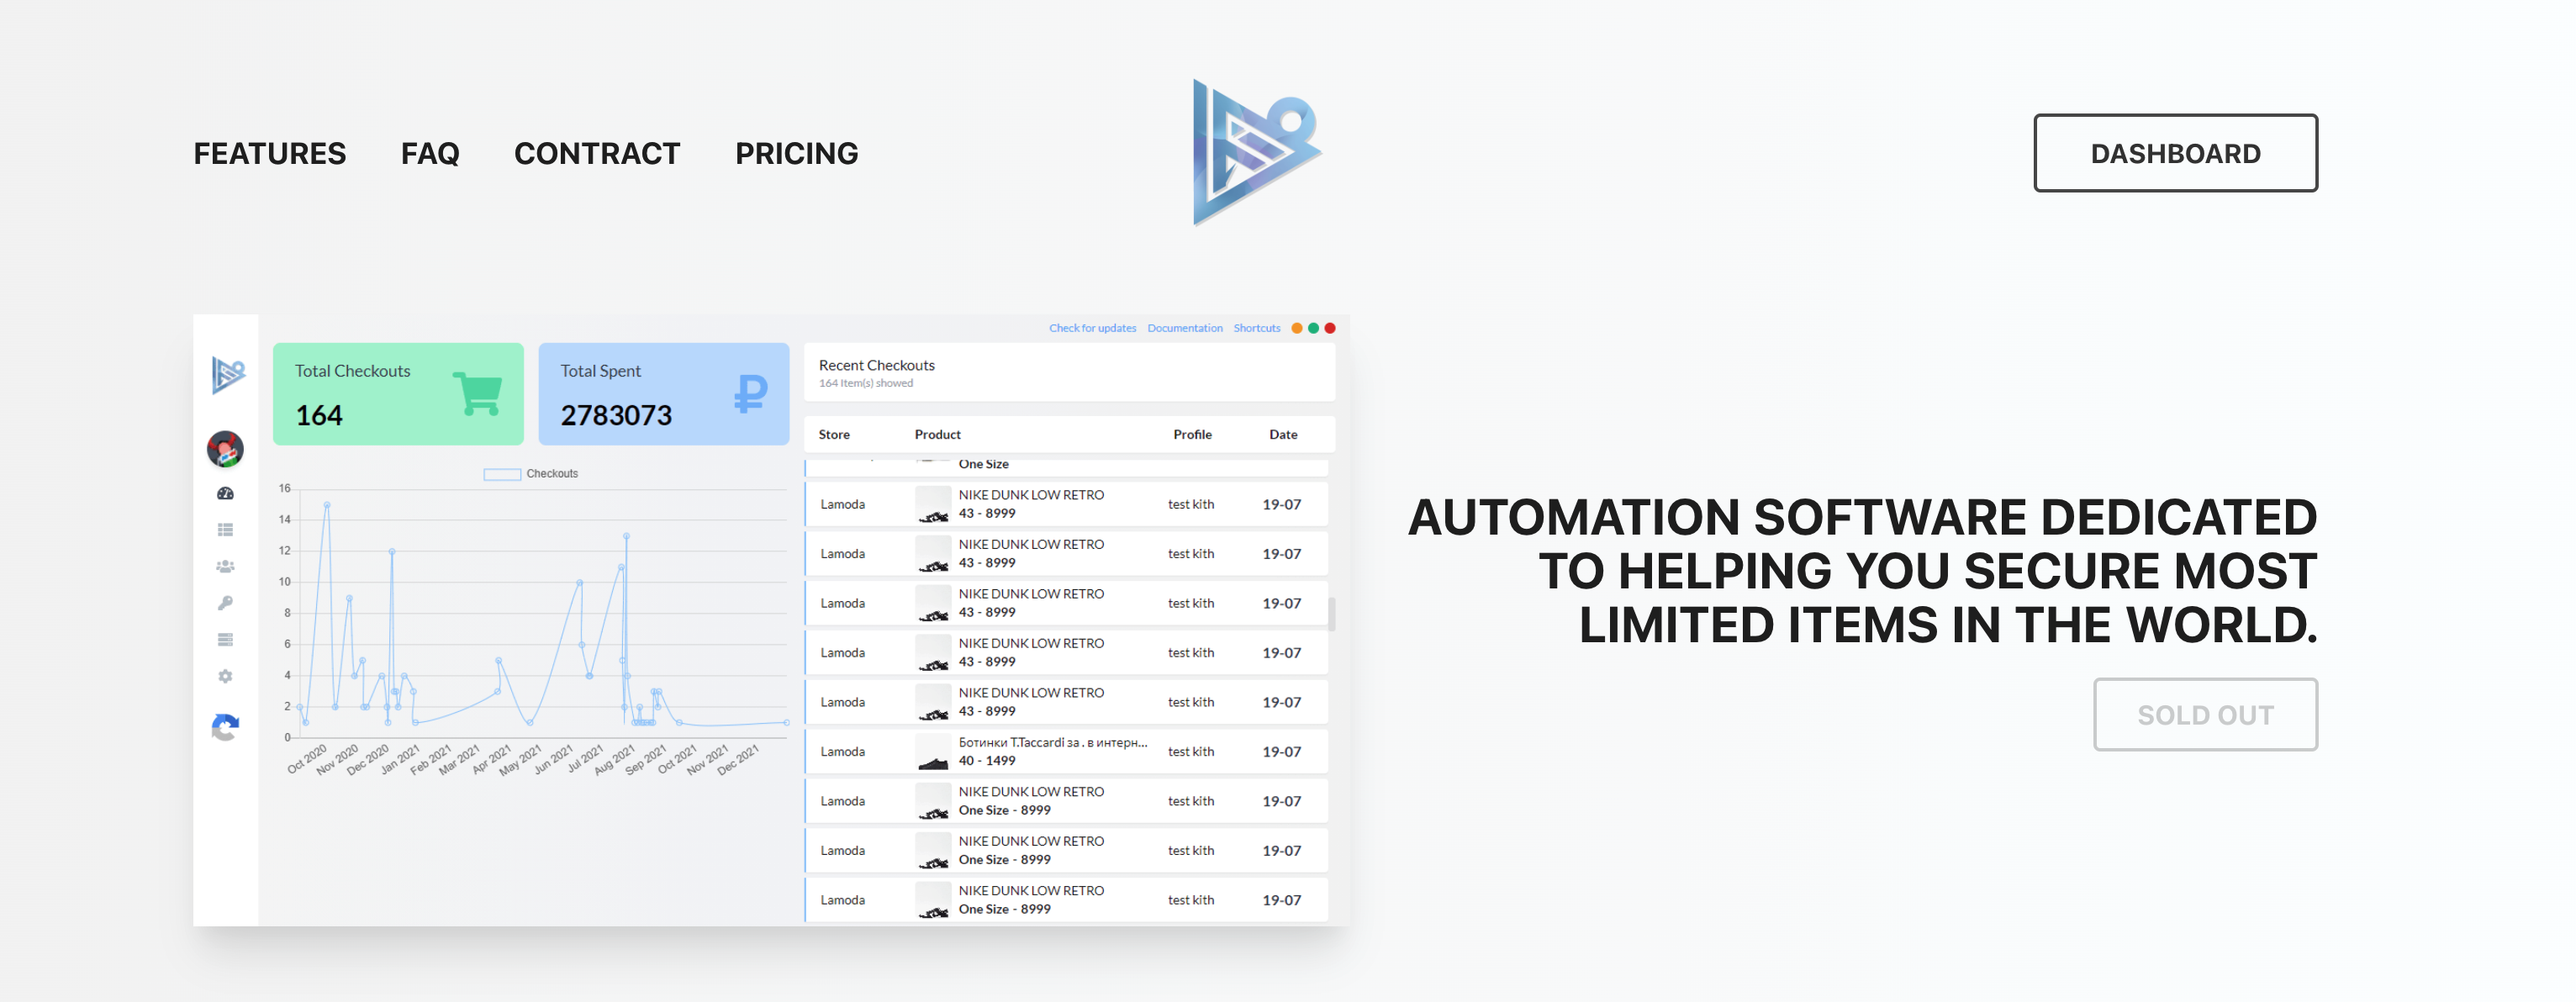 FEATURES FAQ CONTRACT PRICING
DASHBOARD
Check for updates Documentation Shortcuts
Total Checkouts
164
Total Spent
2783073
Checkouts
16
14
12
10
8
6
4
2
0
Oct 2020 Nov 2020 Dec 2020 Jan 2021 Feb 2021 Mar 2021 Apr 2021 May 2021 Jun 2021 Jul 2021 Aug 2021 Sep 2021 Oct 2021 Nov 2021 Dec 2021
Recent Checkouts
164 Item(s) showed
Store Product Profile Date
One Size
Lamoda NIKE DUNK LOW RETRO test kith 19-07
43 - 8999
Lamoda NIKE DUNK LOW RETRO test kith 19-07
43 - 8999
Lamoda NIKE DUNK LOW RETRO test kith 19-07
43 - 8999
Lamoda NIKE DUNK LOW RETRO test kith 19-07
43 - 8999
Lamoda NIKE DUNK LOW RETRO test kith 19-07
43 - 8999
Lamoda Ботинки T.Taccardi за . в интерн... test kith 19-07
40 - 1499
Lamoda NIKE DUNK LOW RETRO test kith 19-07
One Size - 8999
Lamoda NIKE DUNK LOW RETRO test kith 19-07
One Size - 8999
Lamoda NIKE DUNK LOW RETRO test kith 19-07
One Size - 8999
AUTOMATION SOFTWARE DEDICATED
TO HELPING YOU SECURE MOST
LIMITED ITEMS IN THE WORLD.
SOLD OUT